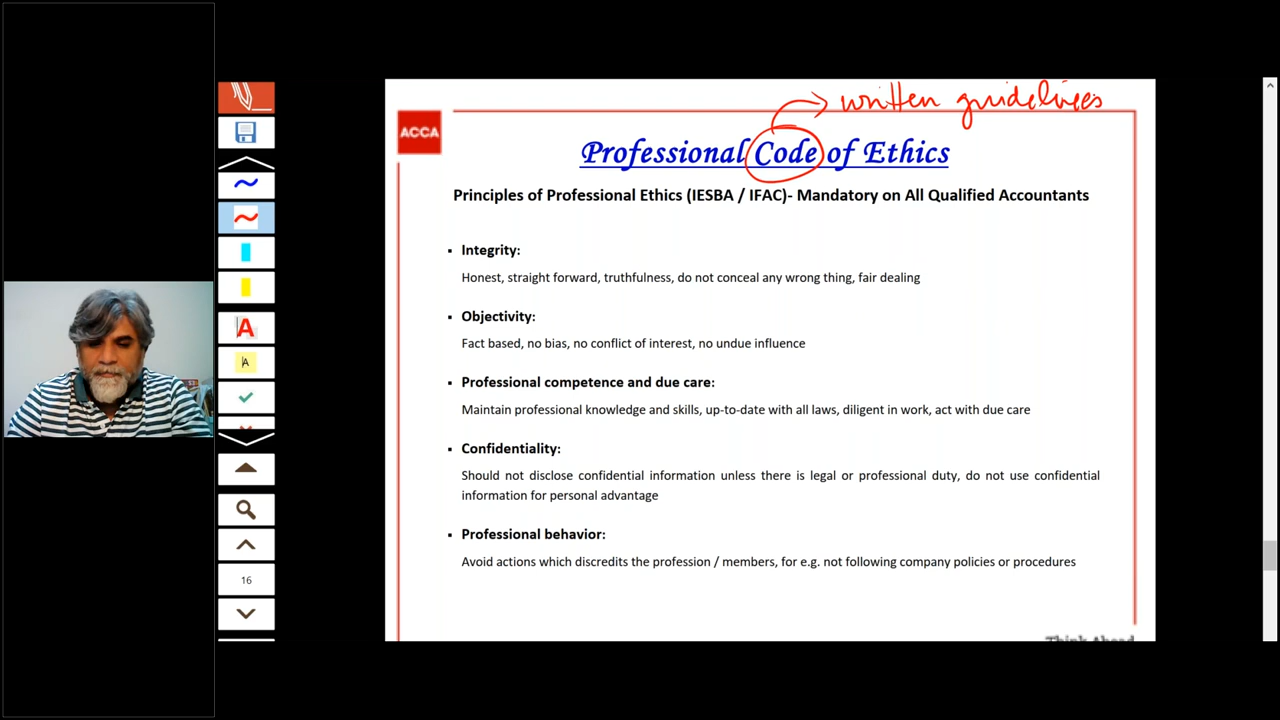 written guidelines
ACCA
Professional Code of Ethics
Principles of Professional Ethics (IESBA / IFAC)- Mandatory on All Qualified Accountants
▪ Integrity:
Honest, straight forward, truthfulness, do not conceal any wrong thing, fair dealing
▪ Objectivity:
Fact based, no bias, no conflict of interest, no undue influence
▪ Professional competence and due care:
Maintain professional knowledge and skills, up-to-date with all laws, diligent in work, act with due care
▪ Confidentiality:
Should not disclose confidential information unless there is legal or professional duty, do not use confidential
information for personal advantage
▪ Professional behavior:
Avoid actions which discredits the profession / members, for e.g. not following company policies or procedures
Think Ahead
A
A
16